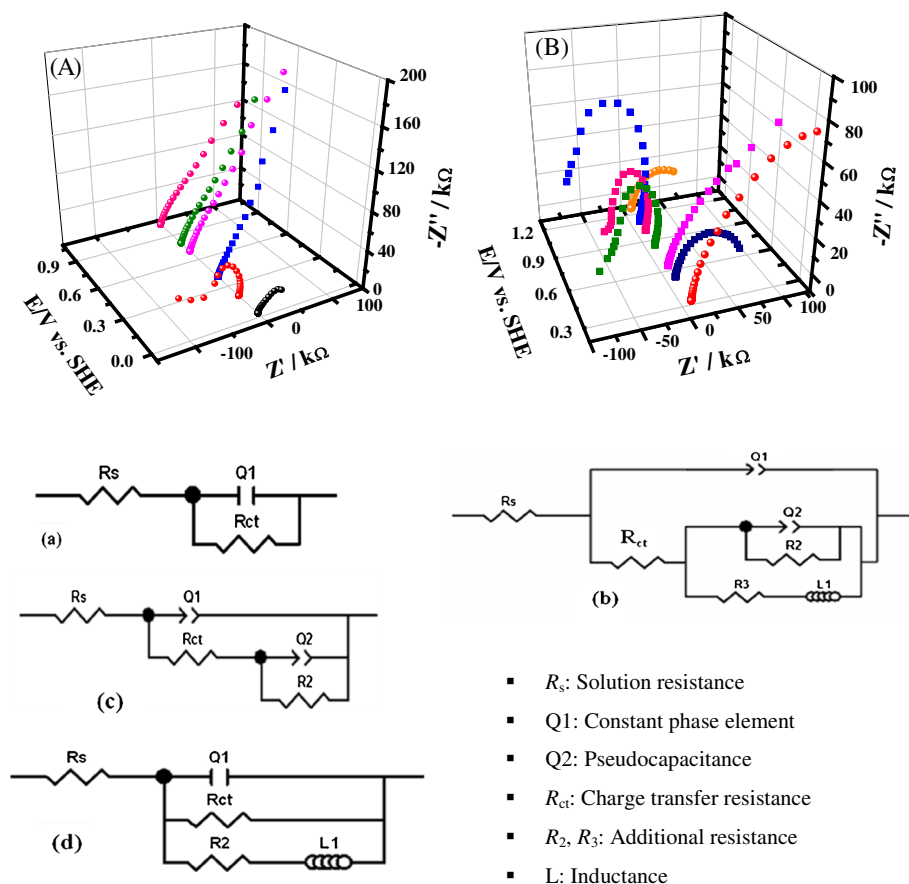 (A)
200
160
120
80
40
0
-Z'' / kΩ
0.9
0.6
0.3
0.0
E/V vs. SHE
-100
0
100
Z' / kΩ
(B)
100
80
60
40
20
0
-Z'' / kΩ
1.2
0.9
0.6
0.3
E/V vs. SHE
-100
-50
0
50
100
Z' / kΩ
Rs
Q1
Rct
(a)
Q1
Rs
Q2
Rct
R2
R3
L1
(b)
Rs
Q1
Rct
Q2
R2
(c)
Rs
Q1
Rct
R2
L1
(d)
▪ Rs: Solution resistance
▪ Q1: Constant phase element
▪ Q2: Pseudocapacitance
▪ Rct: Charge transfer resistance
▪ R2, R3: Additional resistance
▪ L: Inductance